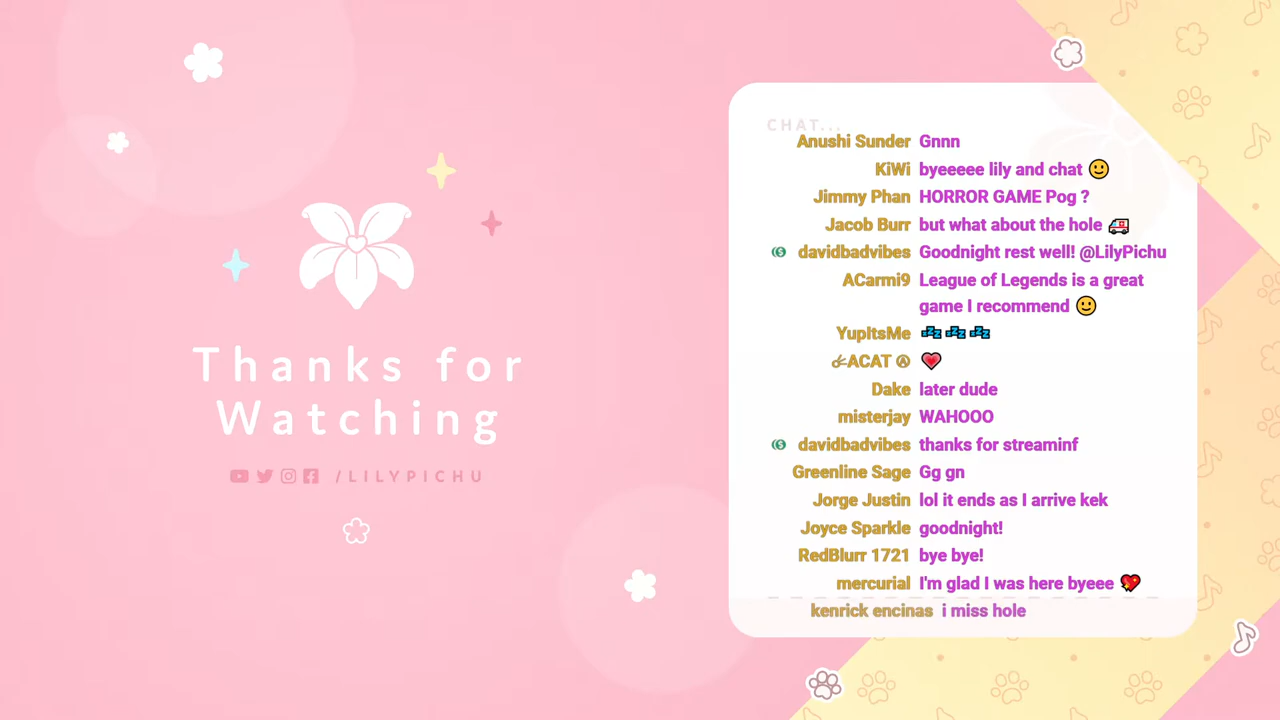 Thanks for
Watching
/LILYPICHU
CHAT...
Anushi Sunder Gnnn
KiWi byeeeee lily and chat 🙂
Jimmy Phan HORROR GAME Pog ?
Jacob Burr but what about the hole 🚑
davidbadvibes Goodnight rest well! @LilyPichu
ACarmi9 League of Legends is a great
game I recommend 🙂
YupItsMe 💤💤💤
ACAT Ⓐ 💗
Dake later dude
misterjay WAHOOO
davidbadvibes thanks for streaminf
Greenline Sage Gg gn
Jorge Justin lol it ends as I arrive kek
Joyce Sparkle goodnight!
RedBlurr 1721 bye bye!
mercurial I'm glad I was here byeee 💖
kenrick encinas i miss hole